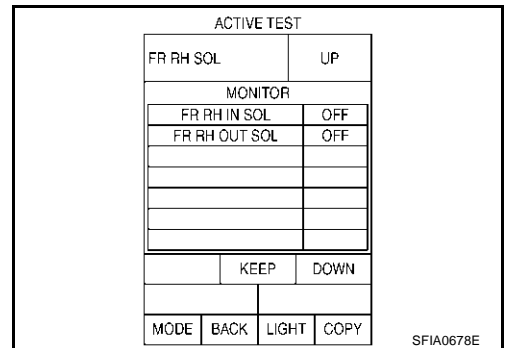 ACTIVE TEST
FR RH SOL UP
MONITOR
FR RH IN SOL OFF
FR RH OUT SOL OFF
KEEP DOWN
MODE BACK LIGHT COPY
SFIA0678E